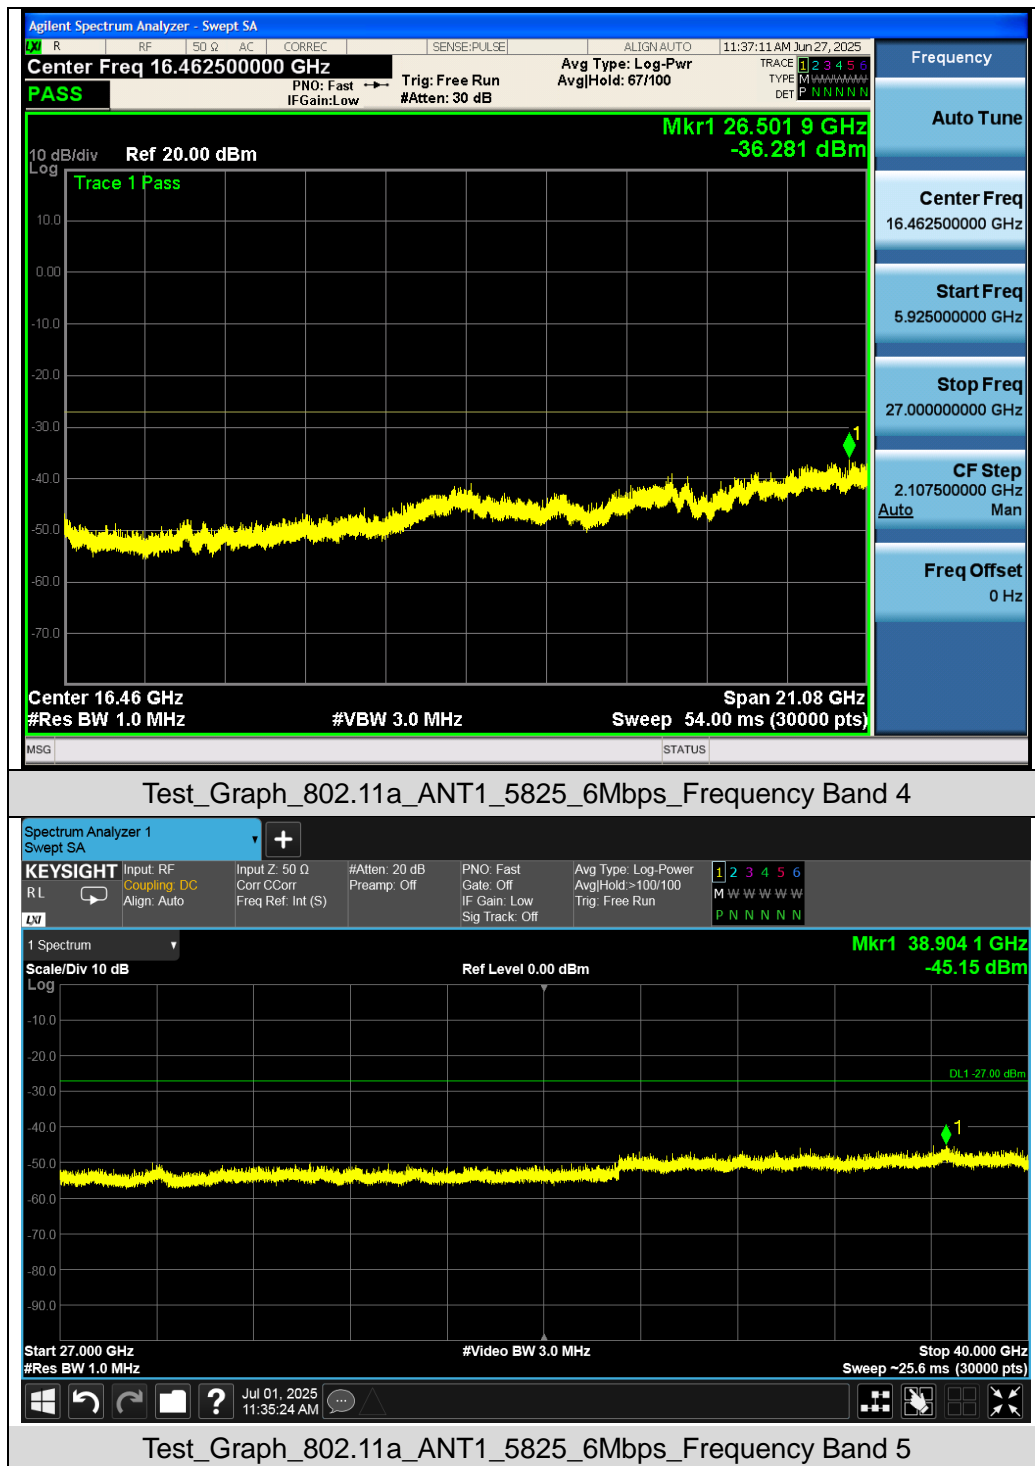 Agilent Spectrum Analyzer - Swept SA
LXI R RF 50 Ω AC CORREC SENSE:PULSE ALIGN AUTO 11:37:11 AM Jun 27, 2025
Center Freq 16.462500000 GHz
PASS
PNO: Fast
IFGain:Low
Trig: Free Run
#Atten: 30 dB
Avg Type: Log-Pwr
Avg|Hold: 67/100
TRACE 1 2 3 4 5 6
TYPE M W W W W W
DET P N N N N N
Mkr1 26.501 9 GHz
-36.281 dBm
10 dB/div Ref 20.00 dBm
Log
Trace 1 Pass
10.0
0.00
-10.0
-20.0
-30.0
-40.0
-50.0
-60.0
-70.0
1
Center 16.46 GHz Span 21.08 GHz
#Res BW 1.0 MHz #VBW 3.0 MHz Sweep 54.00 ms (30000 pts)
MSG STATUS
Frequency
Auto Tune
Center Freq
16.462500000 GHz
Start Freq
5.925000000 GHz
Stop Freq
27.000000000 GHz
CF Step
2.107500000 GHz
Auto Man
Freq Offset
0 Hz
Test_Graph_802.11a_ANT1_5825_6Mbps_Frequency Band 4
Spectrum Analyzer 1
Swept SA
+
KEYSIGHT
RL
LXI
Input: RF
Coupling: DC
Align: Auto
Input Z: 50 Ω
Corr CCorr
Freq Ref: Int (S)
#Atten: 20 dB
Preamp: Off
PNO: Fast
Gate: Off
IF Gain: Low
Sig Track: Off
Avg Type: Log-Power
Avg|Hold:>100/100
Trig: Free Run
1 2 3 4 5 6
M W W W W W
P N N N N N
1 Spectrum
Mkr1 38.904 1 GHz
-45.15 dBm
Scale/Div 10 dB Ref Level 0.00 dBm
Log
-10.0
-20.0
-30.0
-40.0
-50.0
-60.0
-70.0
-80.0
-90.0
DL1 -27.00 dBm
1
Start 27.000 GHz #Video BW 3.0 MHz Stop 40.000 GHz
#Res BW 1.0 MHz Sweep ~25.6 ms (30000 pts)
?
Jul 01, 2025
11:35:24 AM
Test_Graph_802.11a_ANT1_5825_6Mbps_Frequency Band 5